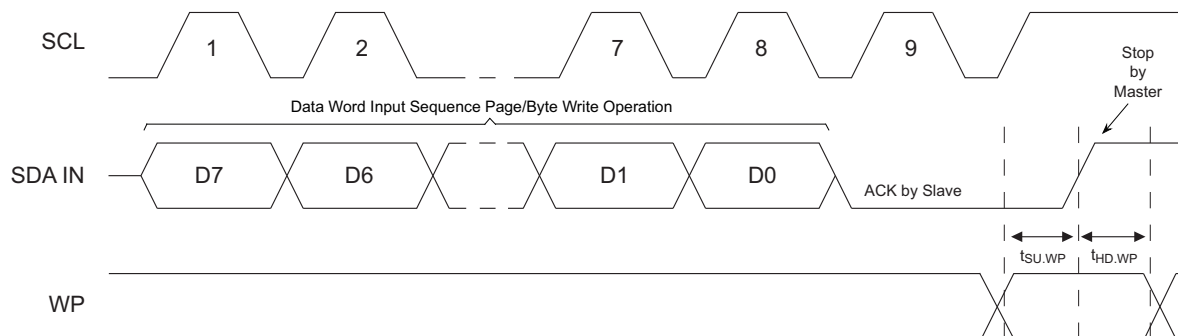 SCL
1
2
7
8
9
Stop
by
Master
Data Word Input Sequence Page/Byte Write Operation
SDA IN
D7
D6
D1
D0
ACK by Slave
tSU.WP
tHD.WP
WP